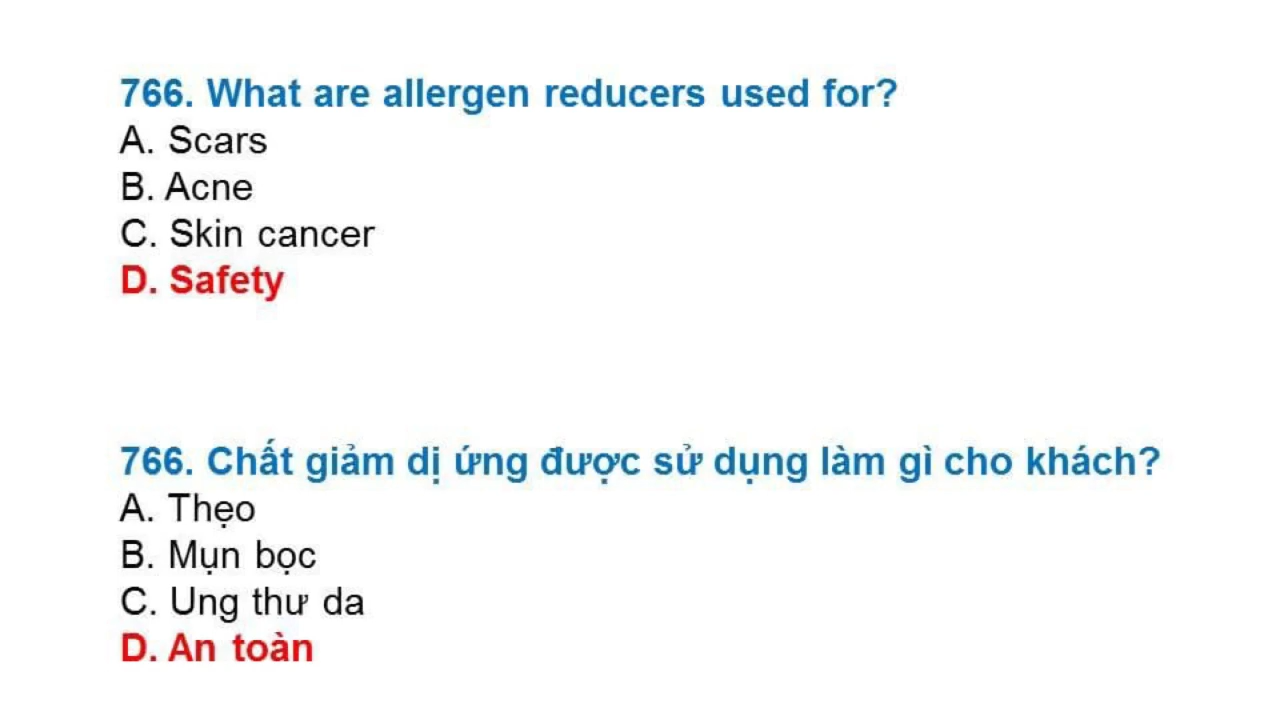 766. What are allergen reducers used for?
A. Scars
B. Acne
C. Skin cancer
D. Safety
766. Chất giảm dị ứng được sử dụng làm gì cho khách?
A. Thẹo
B. Mụn bọc
C. Ung thư da
D. An toàn